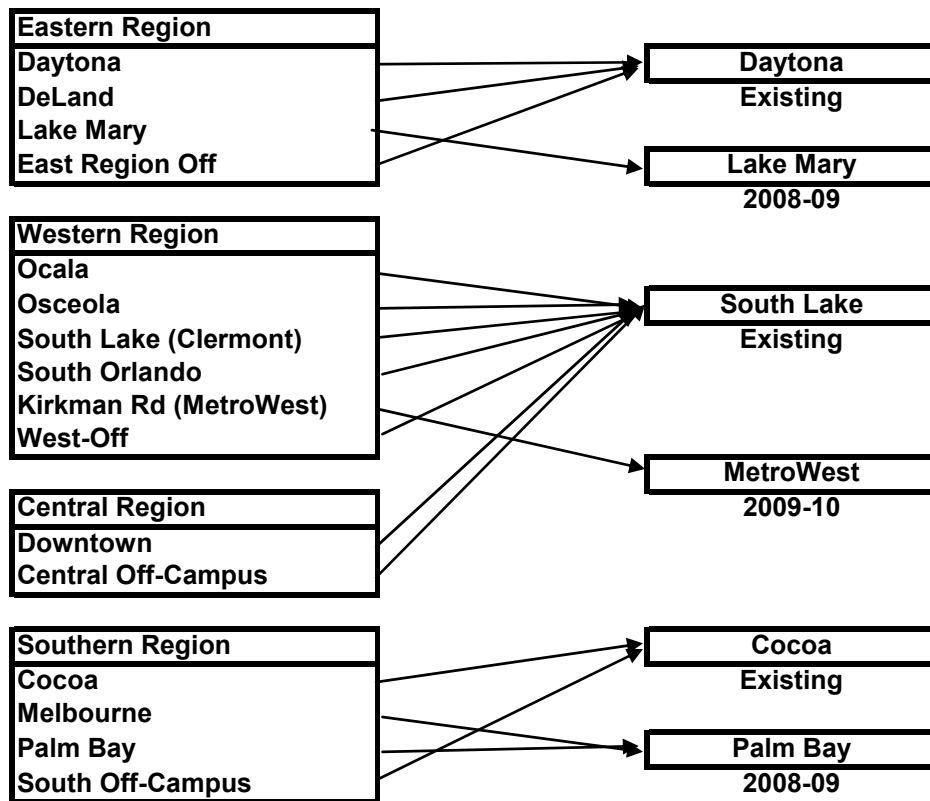 Eastern Region
Daytona
DeLand
Lake Mary
East Region Off
Daytona
Existing
Lake Mary
2008-09
Western Region
Ocala
Osceola
South Lake (Clermont)
South Orlando
Kirkman Rd (MetroWest)
West-Off
South Lake
Existing
MetroWest
2009-10
Central Region
Downtown
Central Off-Campus
Southern Region
Cocoa
Melbourne
Palm Bay
South Off-Campus
Cocoa
Existing
Palm Bay
2008-09